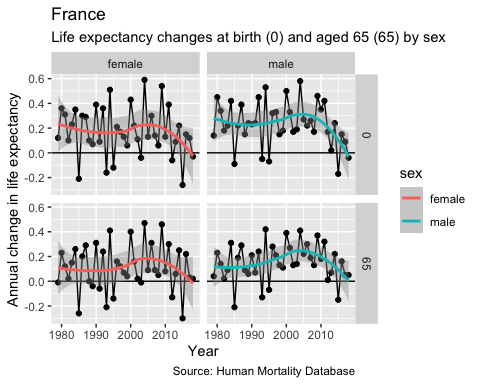 France
Life expectancy changes at birth (0) and aged 65 (65) by sex
female male
0.6
0.4
0.2
0.0
-0.2
0
0.6
0.4
0.2
0.0
-0.2
65
Annual change in life expectancy
1980 1990 2000 2010 1980 1990 2000 2010
Year
sex
female
male
Source: Human Mortality Database